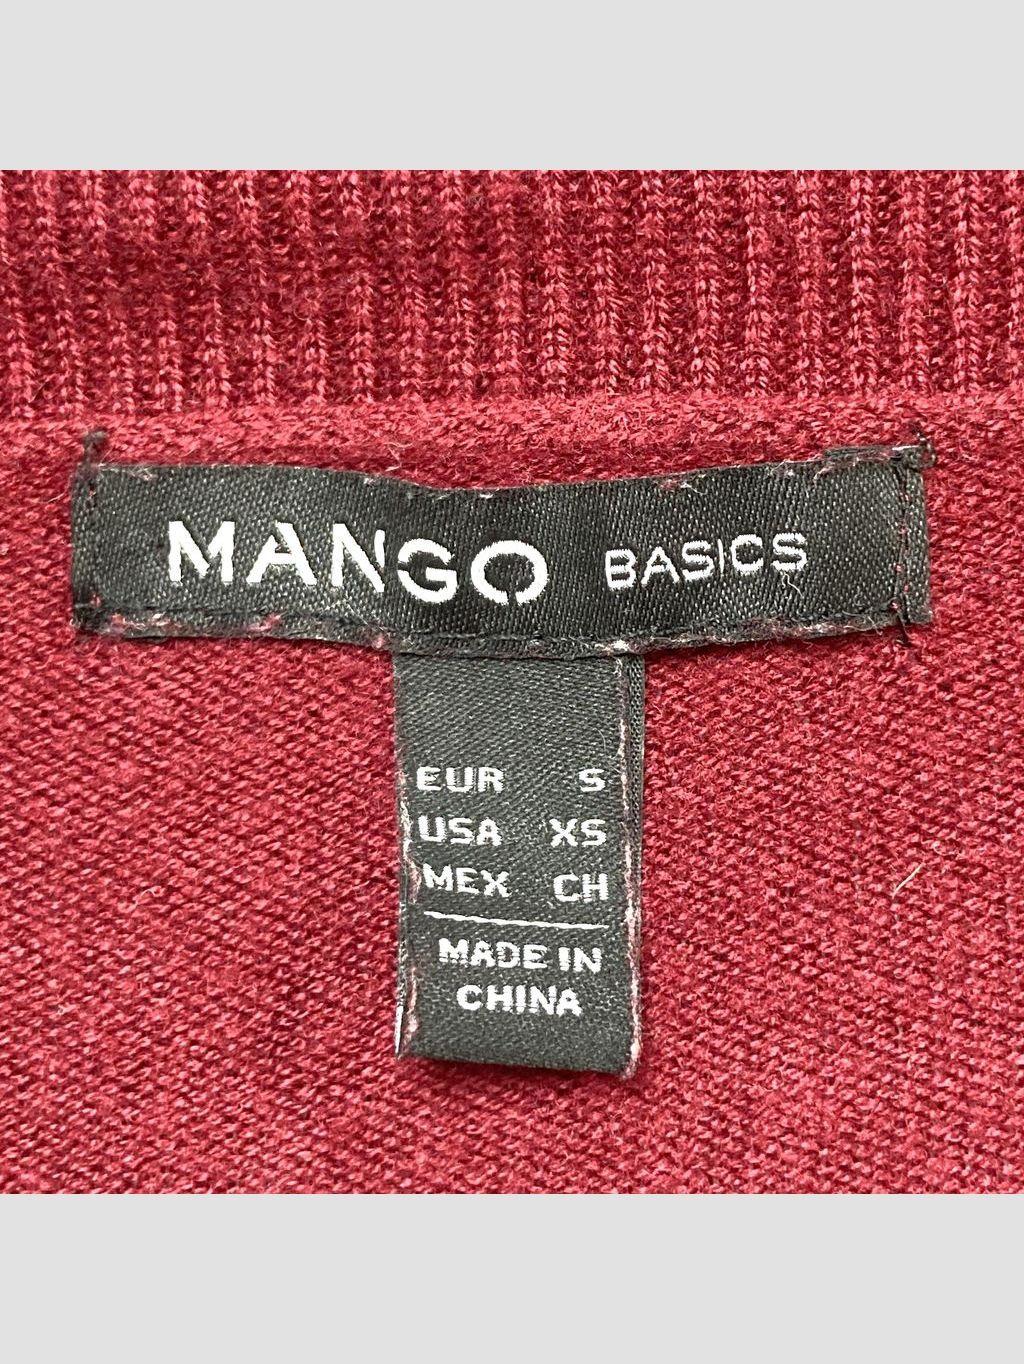 MANGO BASICS
EUR S
USA XS
MEX CH
MADE IN
CHINA